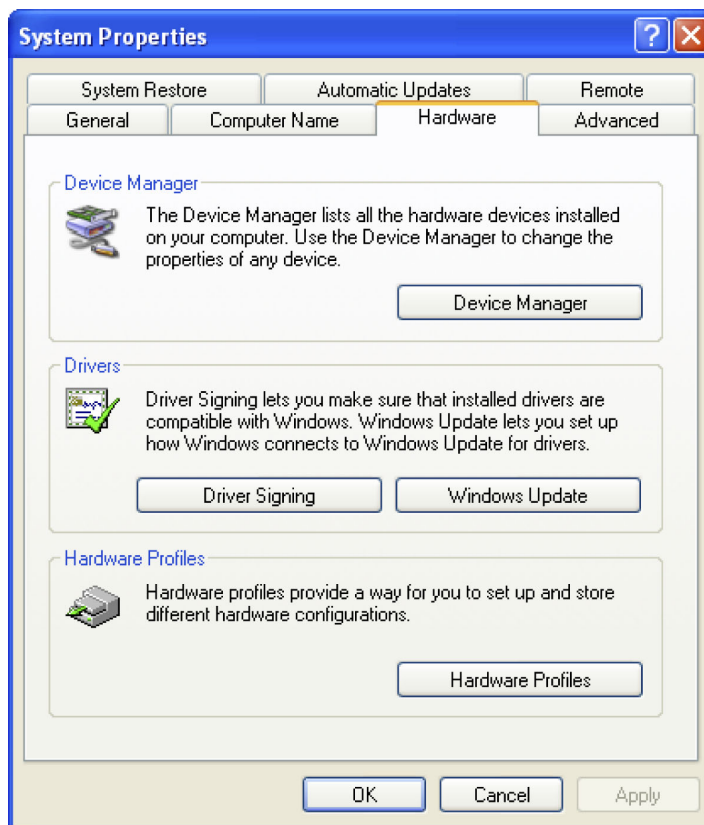 System Properties
System Restore Automatic Updates Remote
General Computer Name Hardware Advanced
Device Manager
The Device Manager lists all the hardware devices installed
on your computer. Use the Device Manager to change the
properties of any device.
Device Manager
Drivers
Driver Signing lets you make sure that installed drivers are
compatible with Windows. Windows Update lets you set up
how Windows connects to Windows Update for drivers.
Driver Signing Windows Update
Hardware Profiles
Hardware profiles provide a way for you to set up and store
different hardware configurations.
Hardware Profiles
OK Cancel Apply